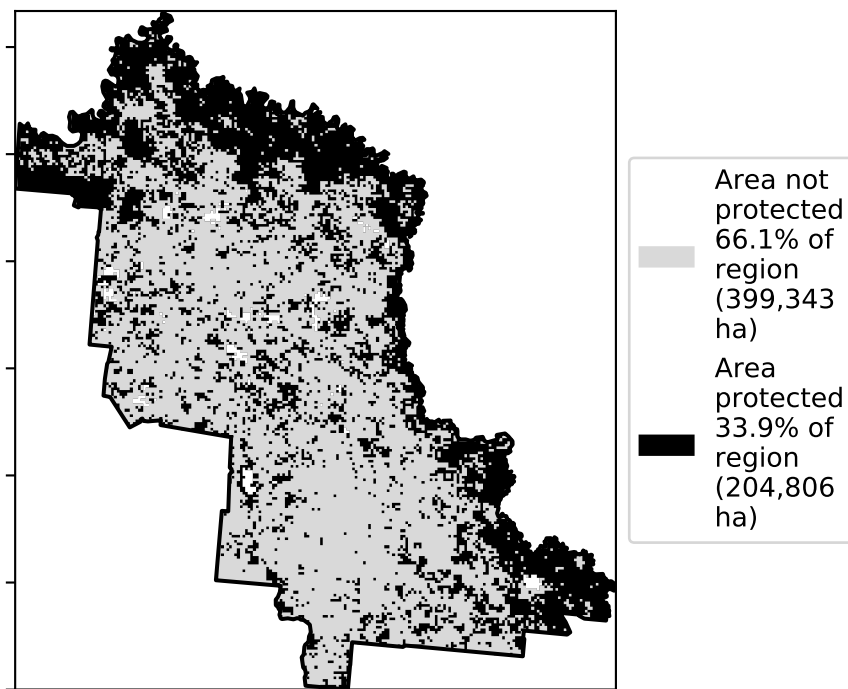 Area not
protected
66.1% of
region
(399,343
ha)
Area
protected
33.9% of
region
(204,806
ha)